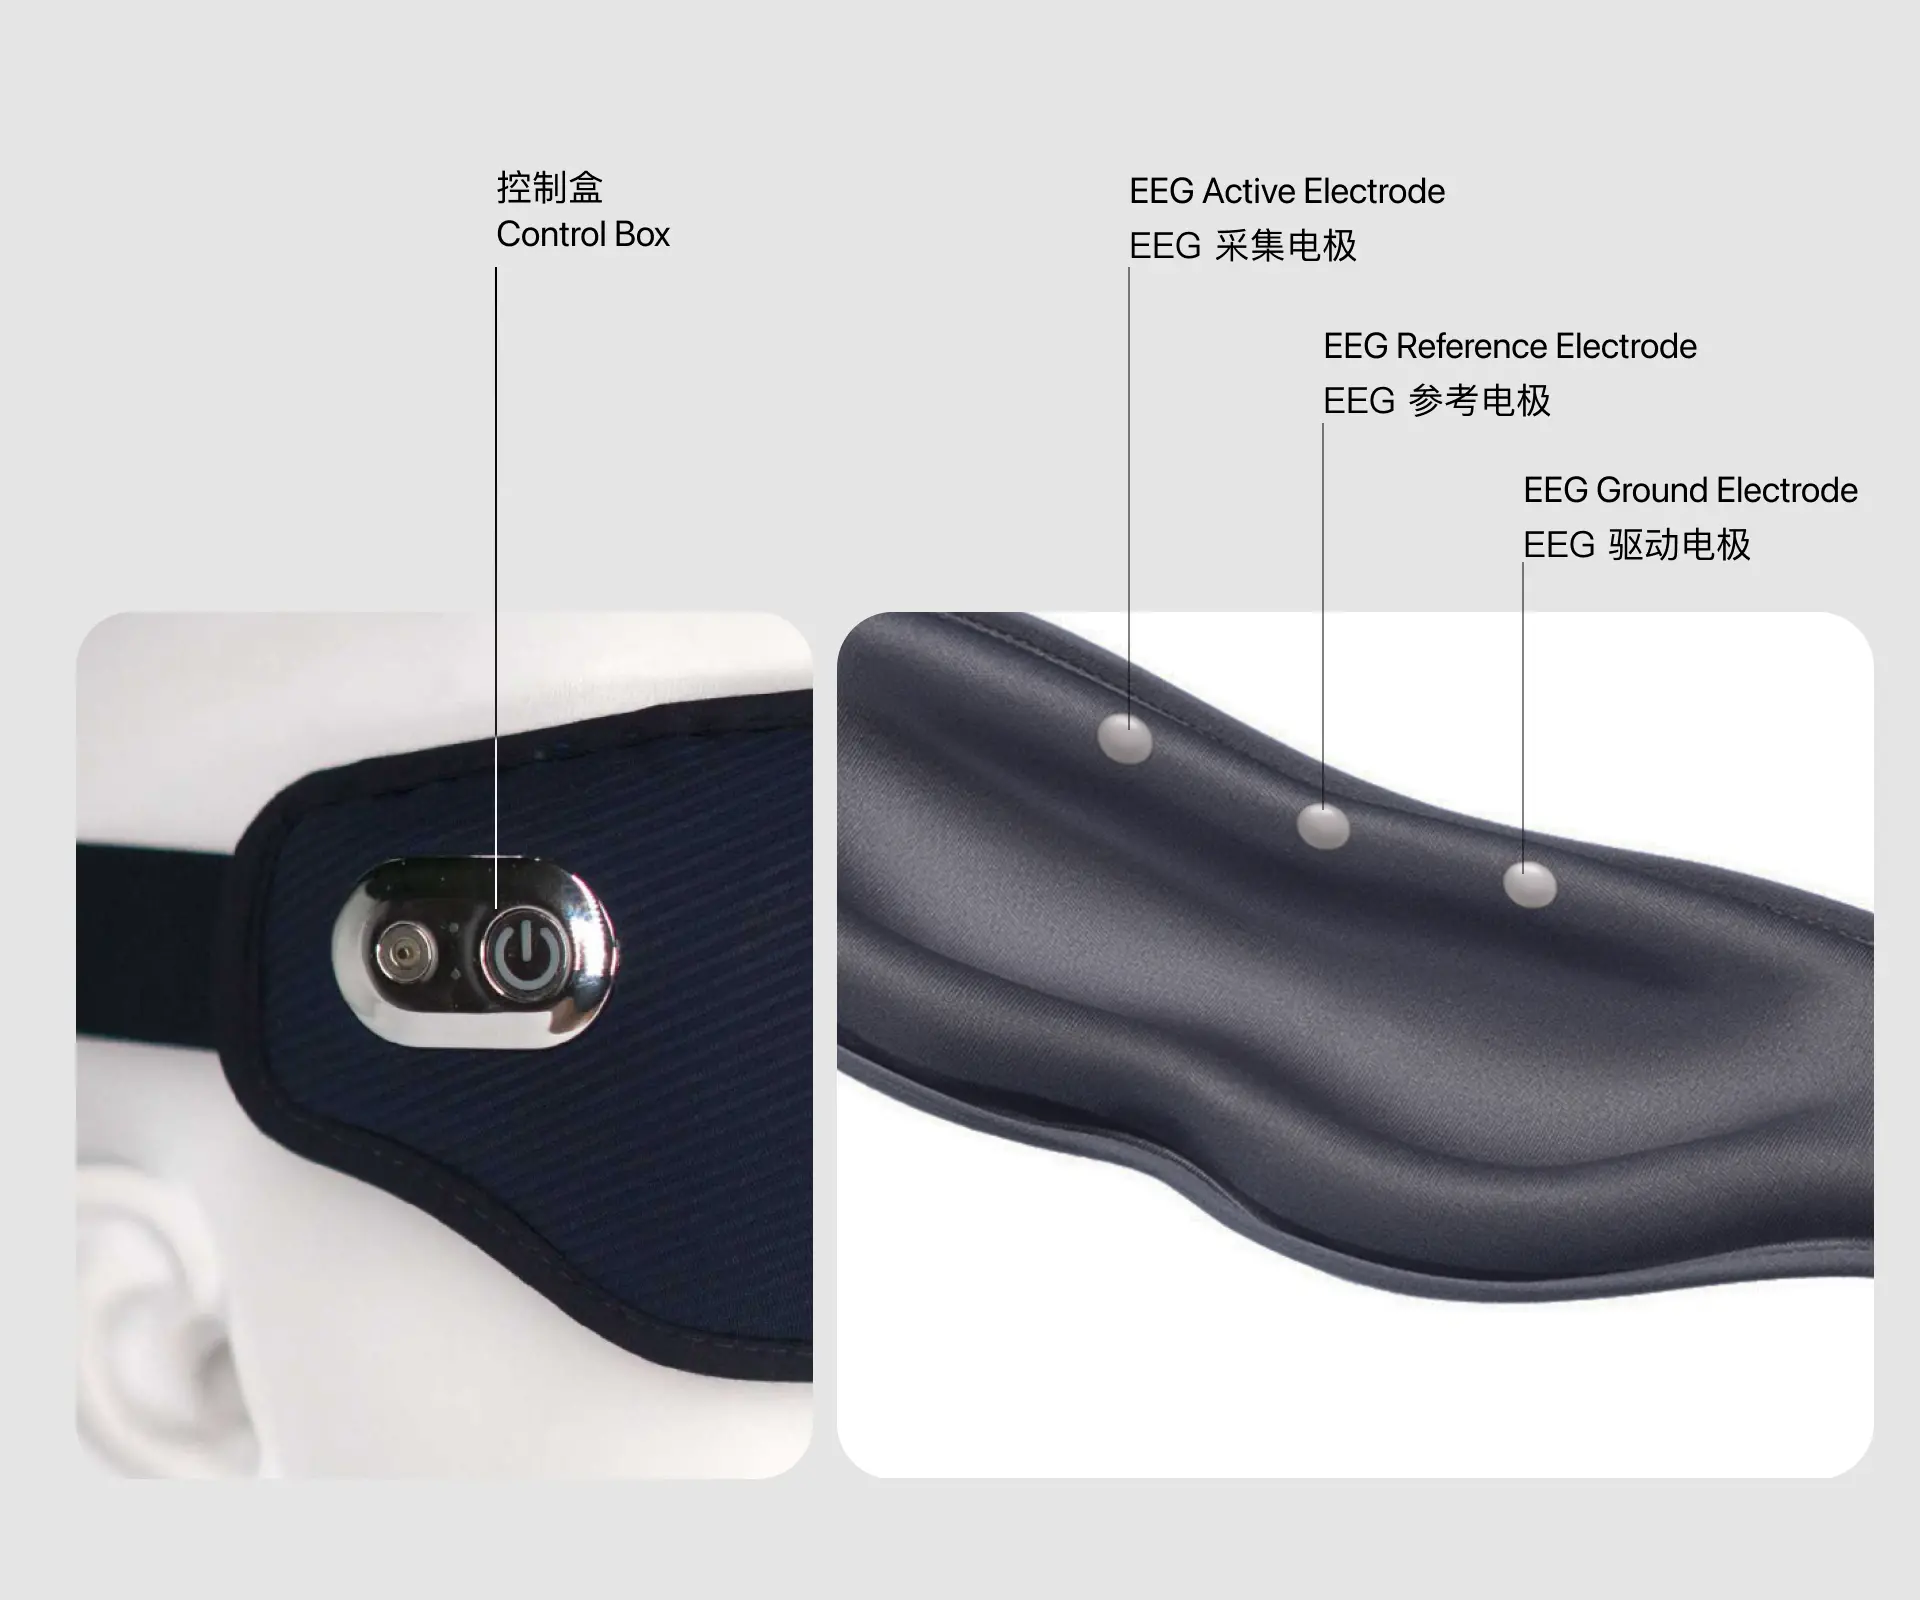 控制盒
Control Box
EEG Active Electrode
EEG 采集电极
EEG Reference Electrode
EEG 参考电极
EEG Ground Electrode
EEG 驱动电极